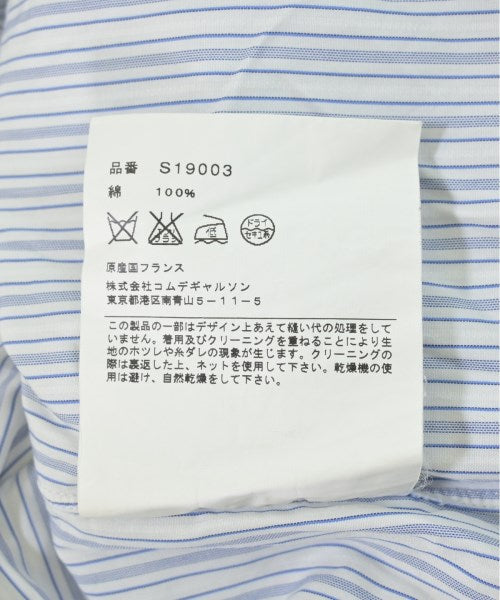 品番 S19003
綿 100%
エンソ サラシ 低 ドライ セキユ系
原産国フランス
株式会社コムデギャルソン
東京都港区南青山5-11-5
この製品の一部はデザイン上あえて縫い代の処理をして
いません。着用及びクリーニングを重ねることにより生
地のホツレや糸ダレの現象が生じます。クリーニングの
際は裏返した上、ネットを使用して下さい。乾燥機の使
用は避け、自然乾燥をして下さい。